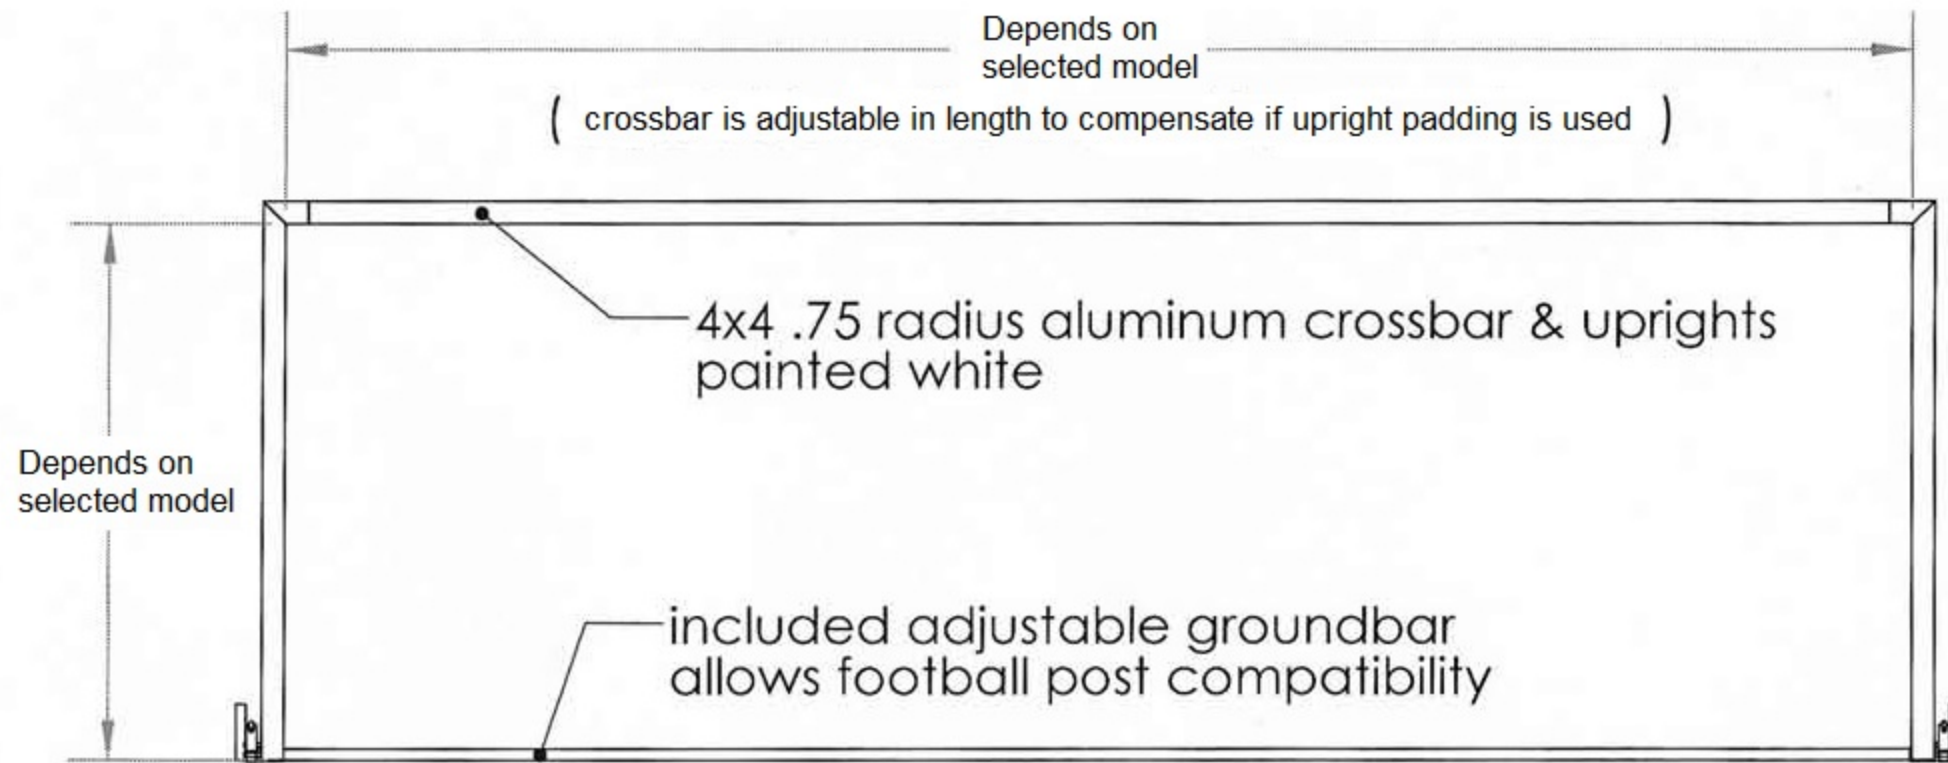 Depends on
selected model
( crossbar is adjustable in length to compensate if upright padding is used )
4x4 .75 radius aluminum crossbar & uprights
painted white
Depends on
selected model
included adjustable groundbar
allows football post compatibility